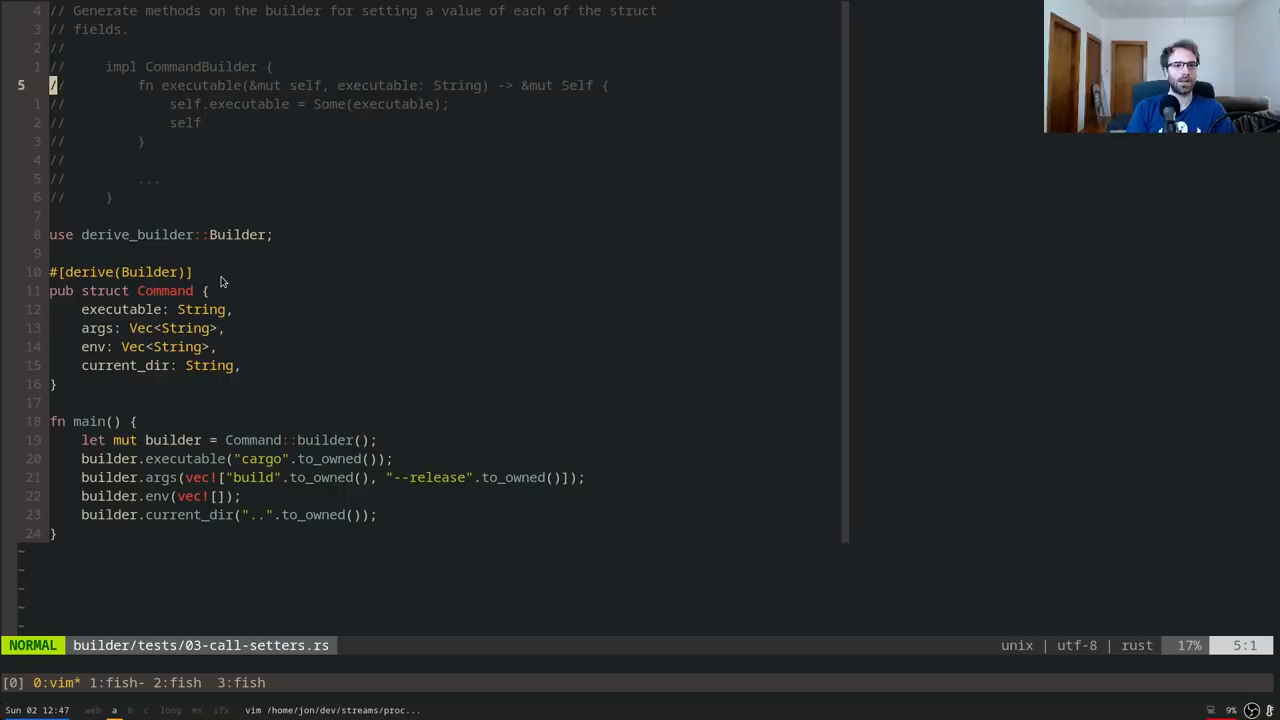 4 // Generate methods on the builder for setting a value of each of the struct
3 // fields.
2 //
1 //     impl CommandBuilder {
5 //         fn executable(&mut self, executable: String) -> &mut Self {
1 //             self.executable = Some(executable);
2 //             self
3 //         }
4 //
5 //         ...
6 //     }
7
8 use derive_builder::Builder;
9
10 #[derive(Builder)]
11 pub struct Command {
12     executable: String,
13     args: Vec<String>,
14     env: Vec<String>,
15     current_dir: String,
16 }
17
18 fn main() {
19     let mut builder = Command::builder();
20     builder.executable("cargo".to_owned());
21     builder.args(vec!["build".to_owned(), "--release".to_owned()]);
22     builder.env(vec![]);
23     builder.current_dir("..".to_owned());
24 }
~
~
~
~
~
NORMAL builder/tests/03-call-setters.rs unix | utf-8 | rust 17% 5:1
[0] 0:vim* 1:fish- 2:fish 3:fish
Sun 02 12:47 web a b c long mx sfx vim /home/jon/dev/streams/proc... 9%